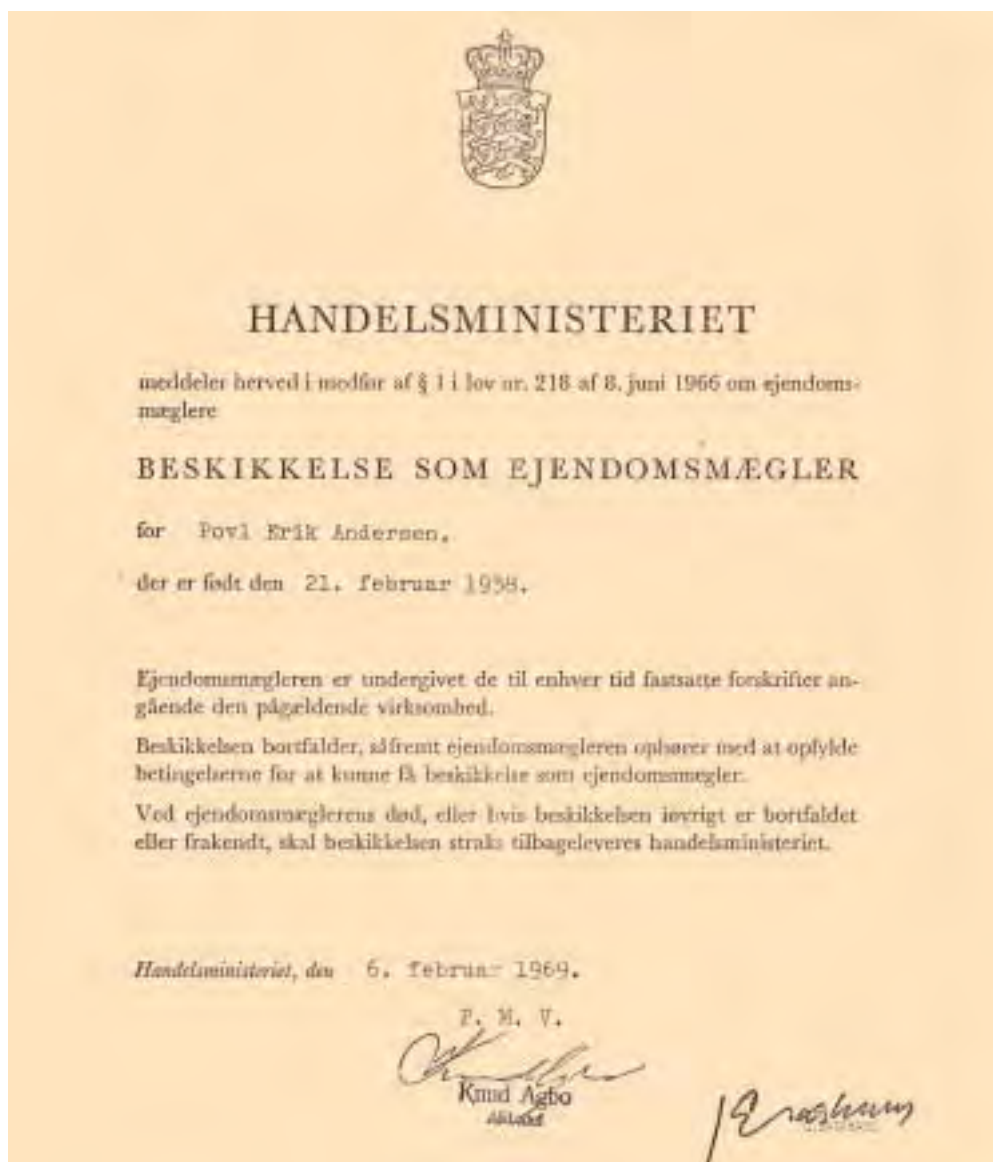 HANDELSMINISTERIET
meddeler herved i medfør af § 1 i lov nr. 218 af 8. juni 1966 om ejendoms-
mæglere
BESKIKKELSE SOM EJENDOMSMÆGLER
for Povl Erik Andersen,
der er født den 21. februar 1938.
Ejendomsmægleren er undergivet de til enhver tid fastsatte forskrifter an-
gående den pågældende virksomhed.
Beskikkelsen bortfalder, såfremt ejendomsmægleren ophører med at opfylde
betingelserne for at kunne få beskikkelse som ejendomsmægler.
Ved ejendomsmæglerens død, eller hvis beskikkelsen iøvrigt er bortfaldet
eller frakendt, skal beskikkelsen straks tilbageleveres handelsministeriet.
Handelsministeriet, den 6. februar 1969.
P. M. V.
Knud Agbo